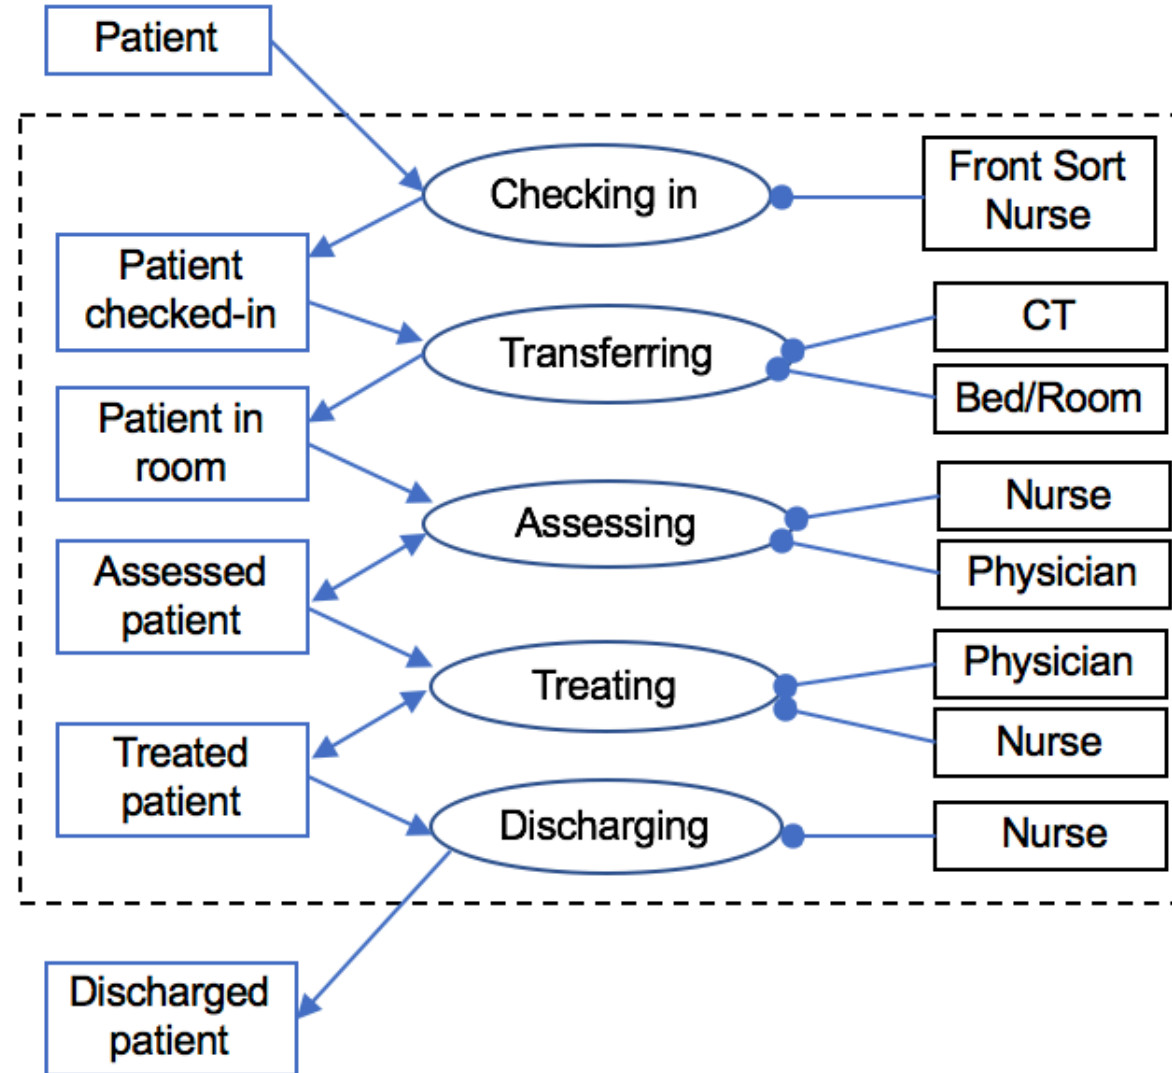 Patient
Checking in
Front Sort
Nurse
Patient
checked-in
Transferring
CT
Bed/Room
Patient in
room
Assessing
Nurse
Physician
Assessed
patient
Treating
Physician
Nurse
Treated
patient
Discharging
Nurse
Discharged
patient